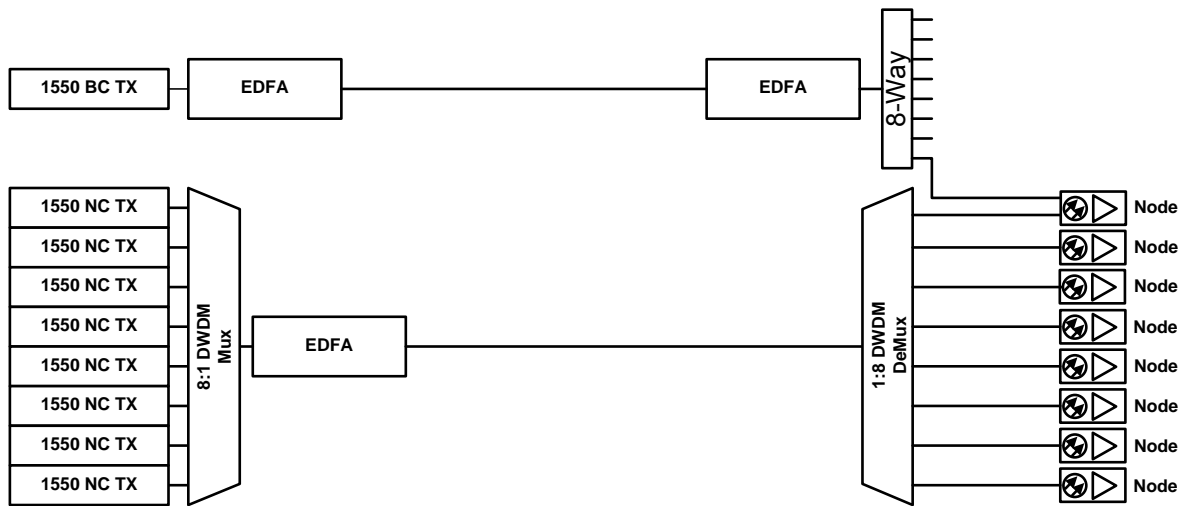 1550 BC TX
EDFA
EDFA
8-Way
1550 NC TX
1550 NC TX
1550 NC TX
1550 NC TX
1550 NC TX
1550 NC TX
1550 NC TX
1550 NC TX
8:1 DWDM
Mux
EDFA
1:8 DWDM
DeMux
Node
Node
Node
Node
Node
Node
Node
Node